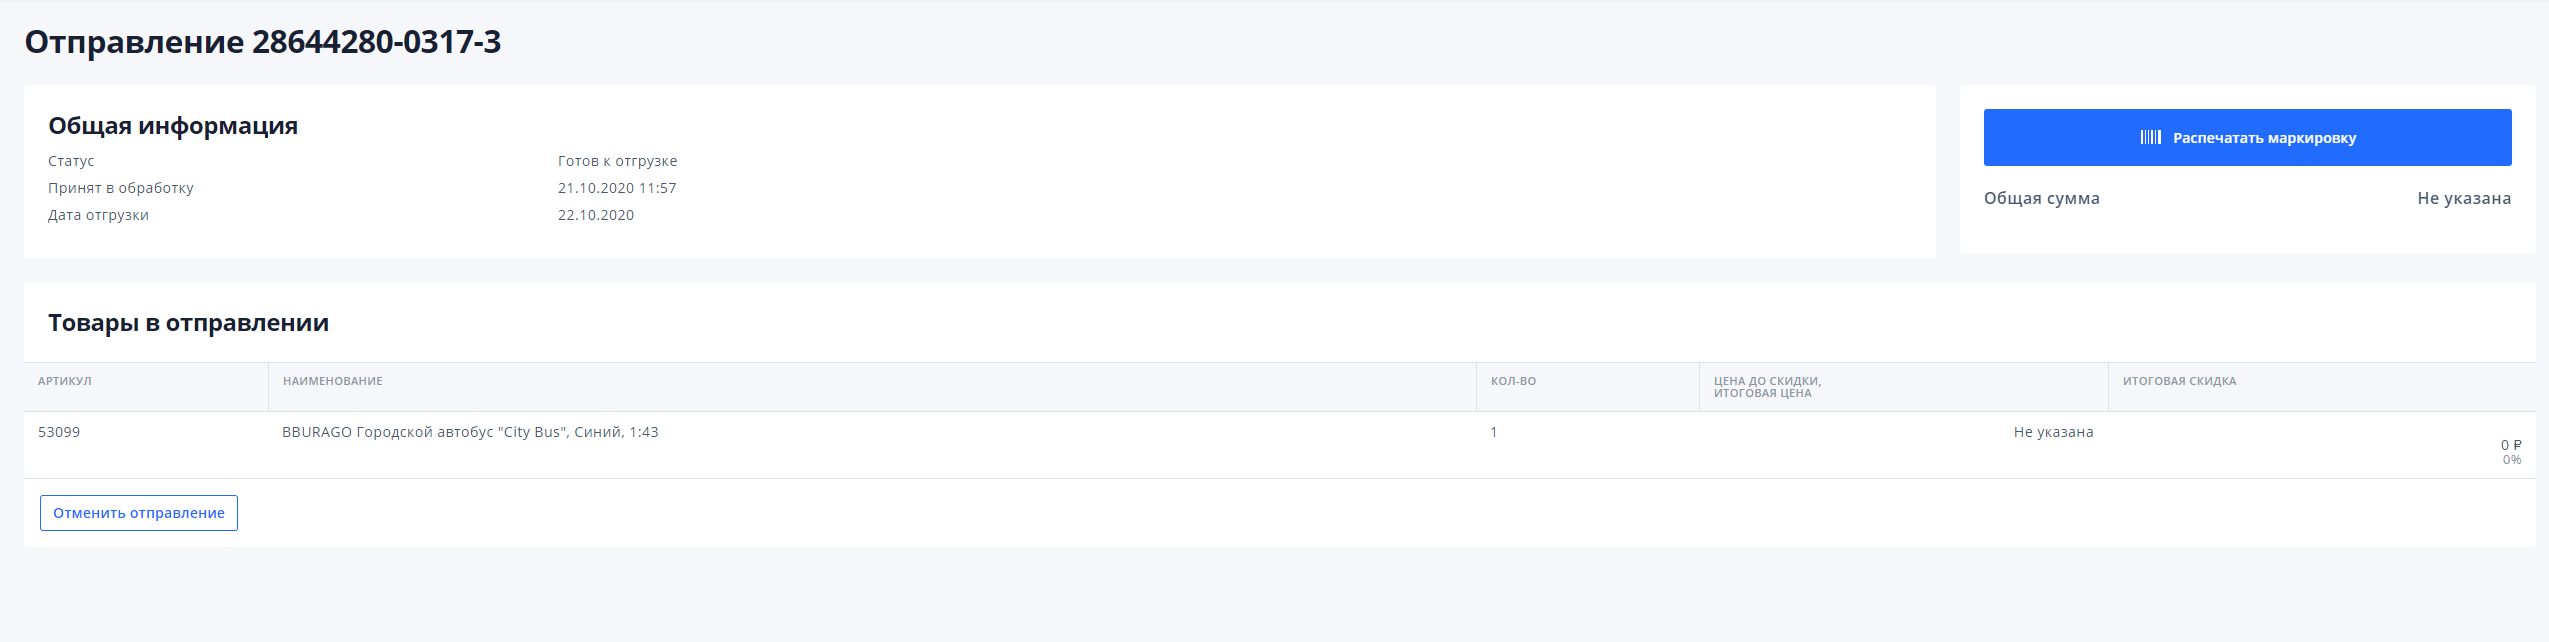 Отправление 28644280-0317-3
Общая информация
Статус Готов к отгрузке
Принят в обработку 21.10.2020 11:57
Дата отгрузки 22.10.2020
Распечатать маркировку
Общая сумма Не указана
Товары в отправлении
АРТИКУЛ НАИМЕНОВАНИЕ КОЛ-ВО ЦЕНА ДО СКИДКИ, ИТОГОВАЯ СКИДКА
ИТОГОВАЯ ЦЕНА
53099 BBURAGO Городской автобус "City Bus", Синий, 1:43 1 Не указана
0 ₽
0%
Отменить отправление